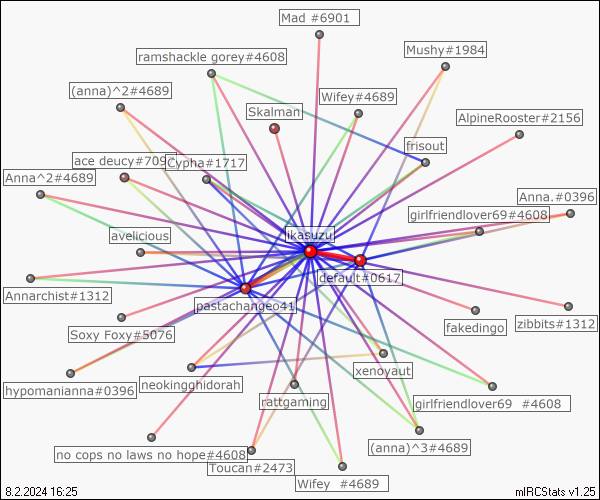 Mad #6901
ramshackle gorey#4608
Mushy#1984
(anna)^2#4689
Wifey#4689
Skalman
AlpineRooster#2156
frisout
ace deucy#709
Cypha#1717
Anna^2#4689
Anna.#0396
girlfriendlover69#4608
avelicious
ikasuzu
default#0617
Annarchist#1312
pastachangeo41
Soxy Foxy#5076
fakedingo
zibbits#1312
hypomanianna#0396
neokingghidorah
xenoyaut
rattgaming
girlfriendlover69 #4608
no cops no laws no hope#4608
(anna)^3#4689
Toucan#2473
Wifey #4689
8.2.2024 16:25
mIRCStats v1.25